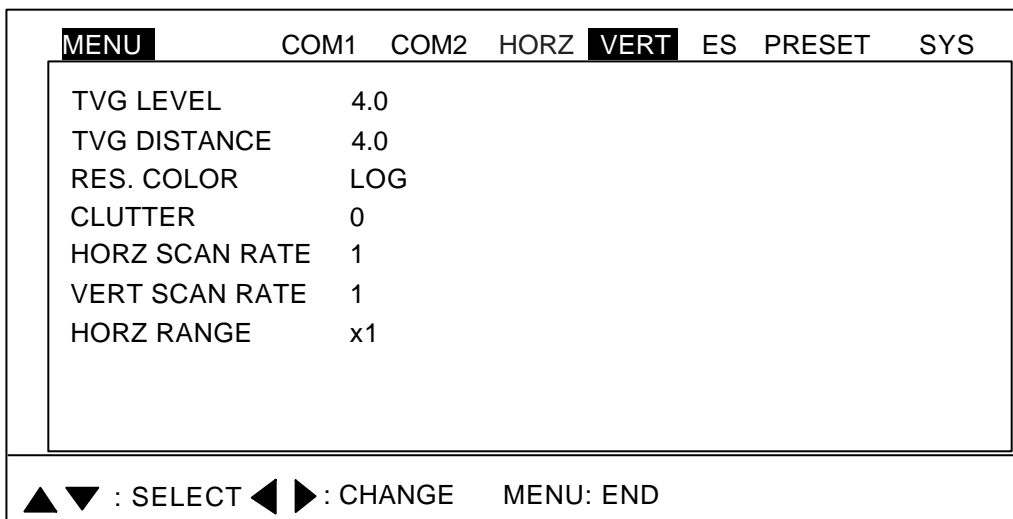 MENU COM1 COM2 HORZ VERT ES PRESET SYS
TVG LEVEL 4.0
TVG DISTANCE 4.0
RES. COLOR LOG
CLUTTER 0
HORZ SCAN RATE 1
VERT SCAN RATE 1
HORZ RANGE x1
▲ ▼ : SELECT ◀ ▶ : CHANGE MENU: END